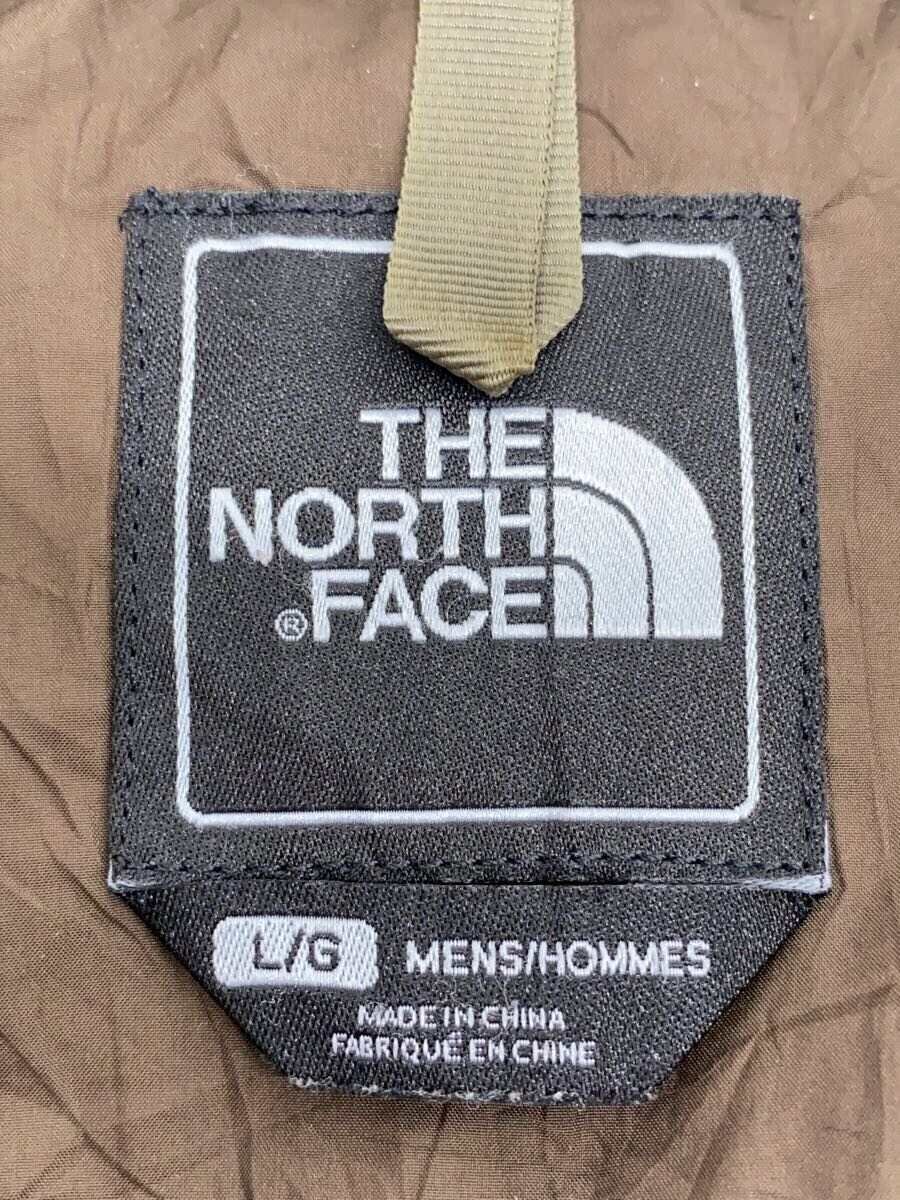 THE
NORTH
®FACE
L/G MENS/HOMMES
MADE IN CHINA
FABRIQUÉ EN CHINE